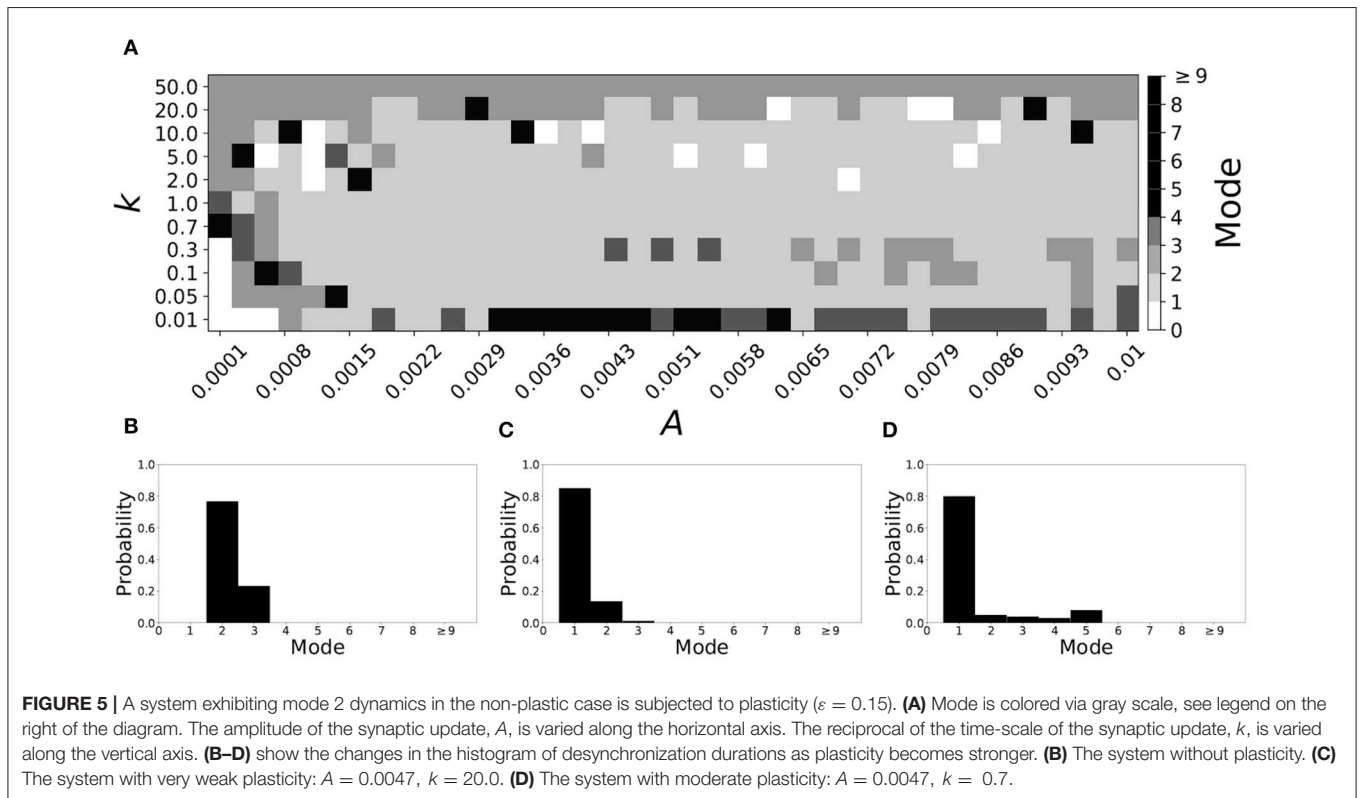 A
50.0
20.0
10.0
5.0
2.0
1.0
0.7
0.3
0.1
0.05
0.01
k
0.0001
0.0008
0.0015
0.0022
0.0029
0.0036
0.0043
0.0051
0.0058
0.0065
0.0072
0.0079
0.0086
0.0093
0.01
A
≥ 9
8
7
6
5
4
3
2
1
0
Mode
B
1.0
0.8
0.6
0.4
0.2
0.0
Probability
0 1 2 3 4 5 6 7 8 ≥9
Mode
C
1.0
0.8
0.6
0.4
0.2
0.0
Probability
0 1 2 3 4 5 6 7 8 ≥9
Mode
D
1.0
0.8
0.6
0.4
0.2
0.0
Probability
0 1 2 3 4 5 6 7 8 ≥9
Mode
FIGURE 5 | A system exhibiting mode 2 dynamics in the non-plastic case is subjected to plasticity (ε = 0.15). (A) Mode is colored via gray scale, see legend on the
right of the diagram. The amplitude of the synaptic update, A, is varied along the horizontal axis. The reciprocal of the time-scale of the synaptic update, k, is varied
along the vertical axis. (B–D) show the changes in the histogram of desynchronization durations as plasticity becomes stronger. (B) The system without plasticity. (C)
The system with very weak plasticity: A = 0.0047, k = 20.0. (D) The system with moderate plasticity: A = 0.0047, k = 0.7.